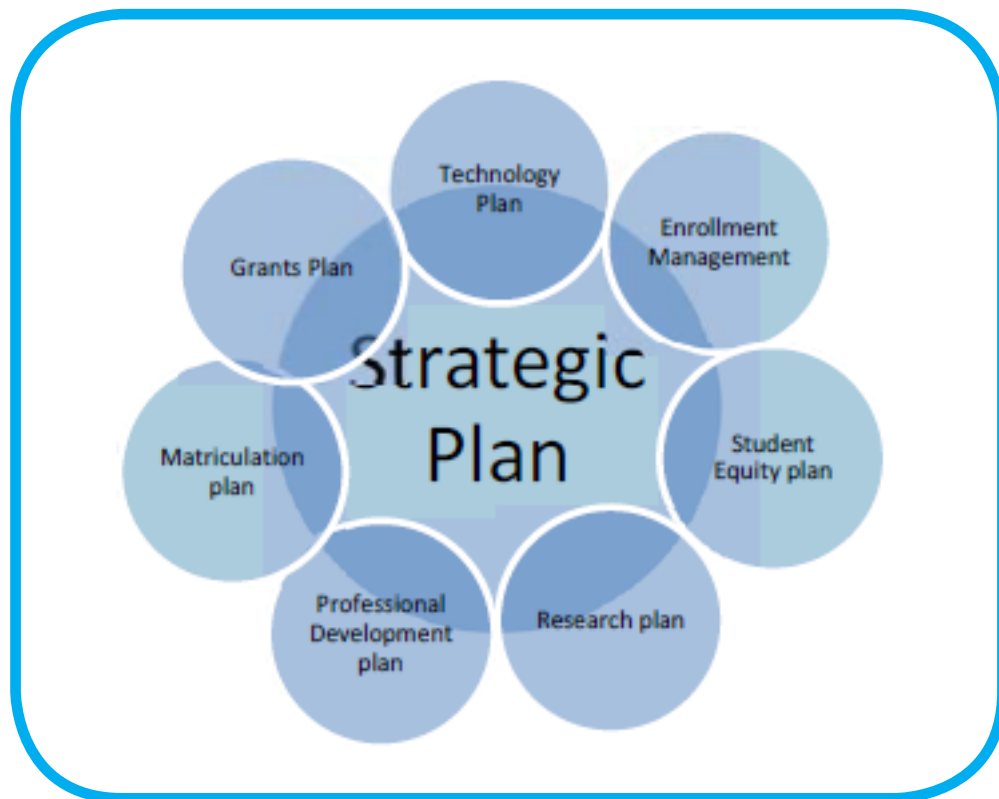 Technology
Plan
Enrollment
Management
Grants Plan
Strategic
Plan
Student
Equity plan
Matriculation
plan
Professional
Development
plan
Research plan